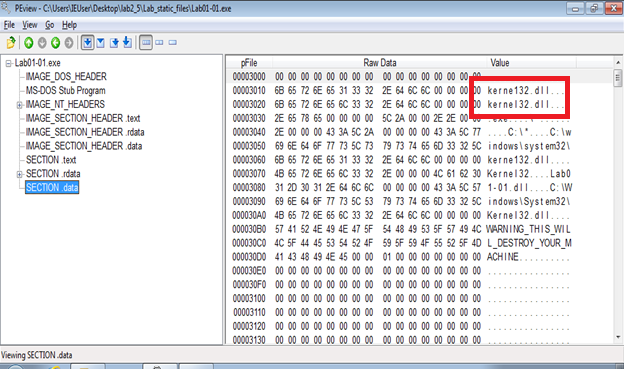 PEview - C:\Users\IEUser\Desktop\lab2_5\Lab_static_files\Lab01-01.exe
File View Go Help
Lab01-01.exe
IMAGE_DOS_HEADER
MS-DOS Stub Program
IMAGE_NT_HEADERS
IMAGE_SECTION_HEADER .text
IMAGE_SECTION_HEADER .rdata
IMAGE_SECTION_HEADER .data
SECTION .text
SECTION .rdata
SECTION .data
pFile Raw Data Value
00003000 00 00 00 00 00 00 00 00 00 00 00 00 00 00 00 00
00003010 6B 65 72 6E 65 31 33 32 2E 64 6C 6C 00 00 00 00 kerne132.dll....
00003020 6B 65 72 6E 65 6C 33 32 2E 64 6C 6C 00 00 00 00 kernel32.dll....
00003030 2E 65 78 65 00 00 00 00 5C 2A 00 00 2E 2E 00 00
00003040 2E 00 00 00 43 3A 5C 2A 00 00 00 00 43 3A 5C 77 ....C:\*....C:\w
00003050 69 6E 64 6F 77 73 5C 73 79 73 74 65 6D 33 32 5C indows\system32\
00003060 6B 65 72 6E 65 31 33 32 2E 64 6C 6C 00 00 00 00 kerne132.dll....
00003070 4B 65 72 6E 65 6C 33 32 2E 00 00 00 4C 61 62 30 Kernel32....Lab0
00003080 31 2D 30 31 2E 64 6C 6C 00 00 00 00 43 3A 5C 57 1-01.dll....C:\W
00003090 69 6E 64 6F 77 73 5C 53 79 73 74 65 6D 33 32 5C indows\System32\
000030A0 4B 65 72 6E 65 6C 33 32 2E 64 6C 6C 00 00 00 00 Kernel32.dll....
000030B0 57 41 52 4E 49 4E 47 5F 54 48 49 53 5F 57 49 4C WARNING_THIS_WIL
000030C0 4C 5F 44 45 53 54 52 4F 59 5F 59 4F 55 52 5F 4D L_DESTROY_YOUR_M
000030D0 41 43 48 49 4E 45 00 00 01 00 00 00 00 00 00 00 ACHINE..........
000030E0 00 00 00 00 00 00 00 00 00 00 00 00 00 00 00 00 ................
000030F0 00 00 00 00 00 00 00 00 00 00 00 00 00 00 00 00 ................
00003100 00 00 00 00 00 00 00 00 00 00 00 00 00 00 00 00 ................
00003110 00 00 00 00 00 00 00 00 00 00 00 00 00 00 00 00 ................
00003120 00 00 00 00 00 00 00 00 00 00 00 00 00 00 00 00 ................
00003130 00 00 00 00 00 00 00 00 00 00 00 00 00 00 00 00 ................
Viewing SECTION .data